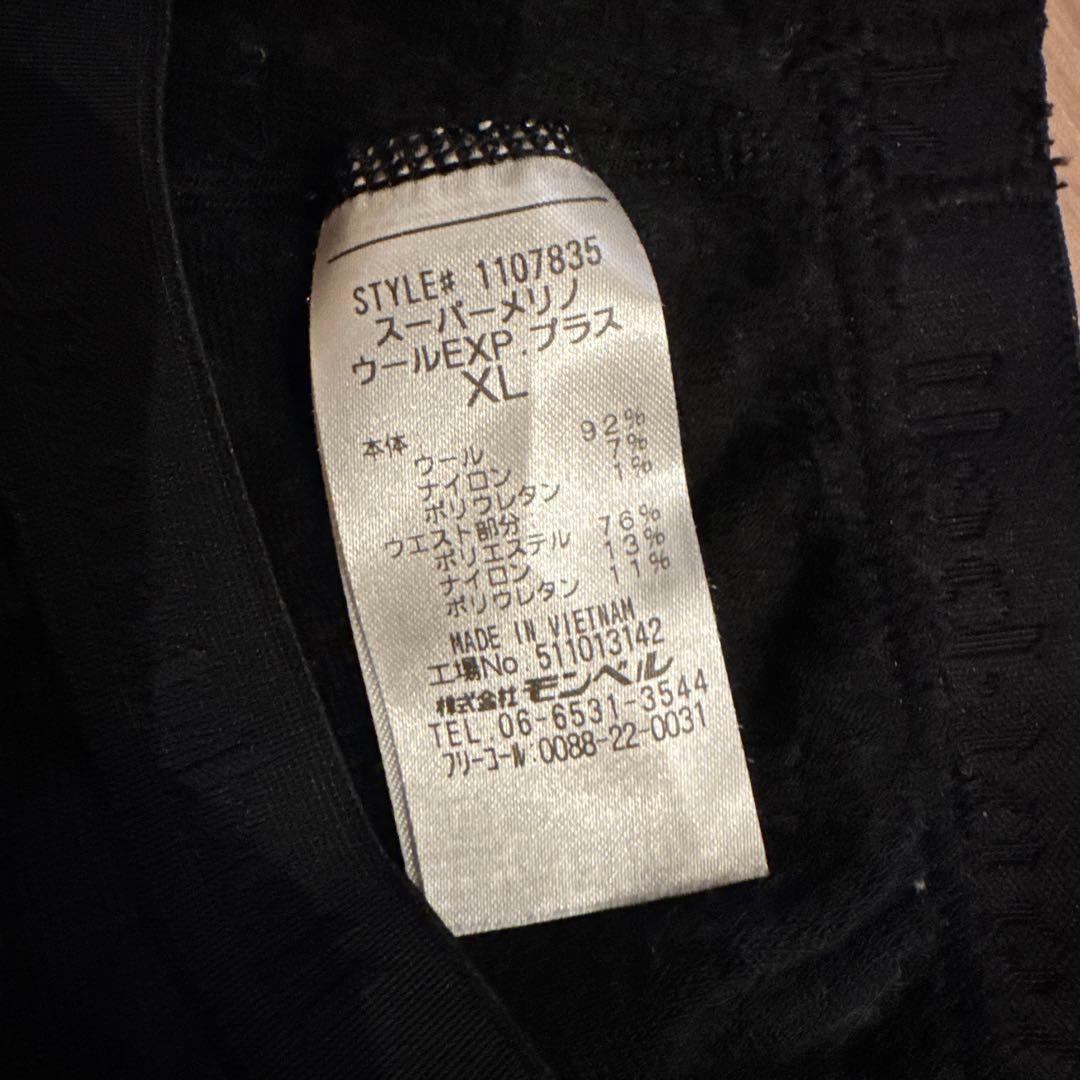 STYLE# 1107835
スーパーメリノ
ウールEXP.プラス
XL
本体
ウール 92%
ナイロン 7%
ポリウレタン 1%
ウエスト部分
ポリエステル 76%
ナイロン 13%
ポリウレタン 11%
MADE IN VIETNAM
工場No.511013142
株式会社モンベル
TEL 06-6531-3544
フリーコール.0088-22-0031